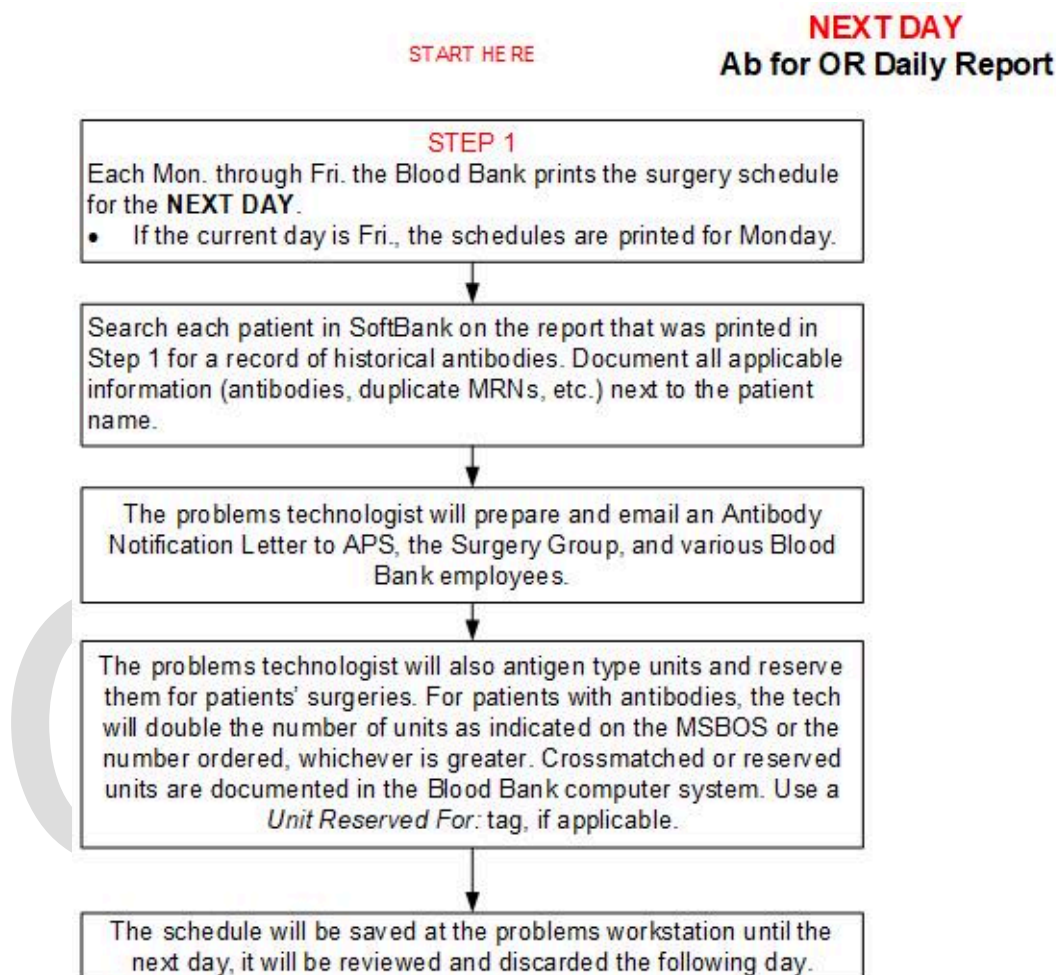 NEXT DAY
START HERE
Ab for OR Daily Report
STEP 1
Each Mon. through Fri. the Blood Bank prints the surgery schedule
for the NEXT DAY.
• If the current day is Fri., the schedules are printed for Monday.
Search each patient in SoftBank on the report that was printed in
Step 1 for a record of historical antibodies. Document all applicable
information (antibodies, duplicate MRNs, etc.) next to the patient
name.
The problems technologist will prepare and email an Antibody
Notification Letter to APS, the Surgery Group, and various Blood
Bank employees.
The problems technologist will also antigen type units and reserve
them for patients’ surgeries. For patients with antibodies, the tech
will double the number of units as indicated on the MSBOS or the
number ordered, whichever is greater. Crossmatched or reserved
units are documented in the Blood Bank computer system. Use a
Unit Reserved For: tag, if applicable.
The schedule will be saved at the problems workstation until the
next day, it will be reviewed and discarded the following day.